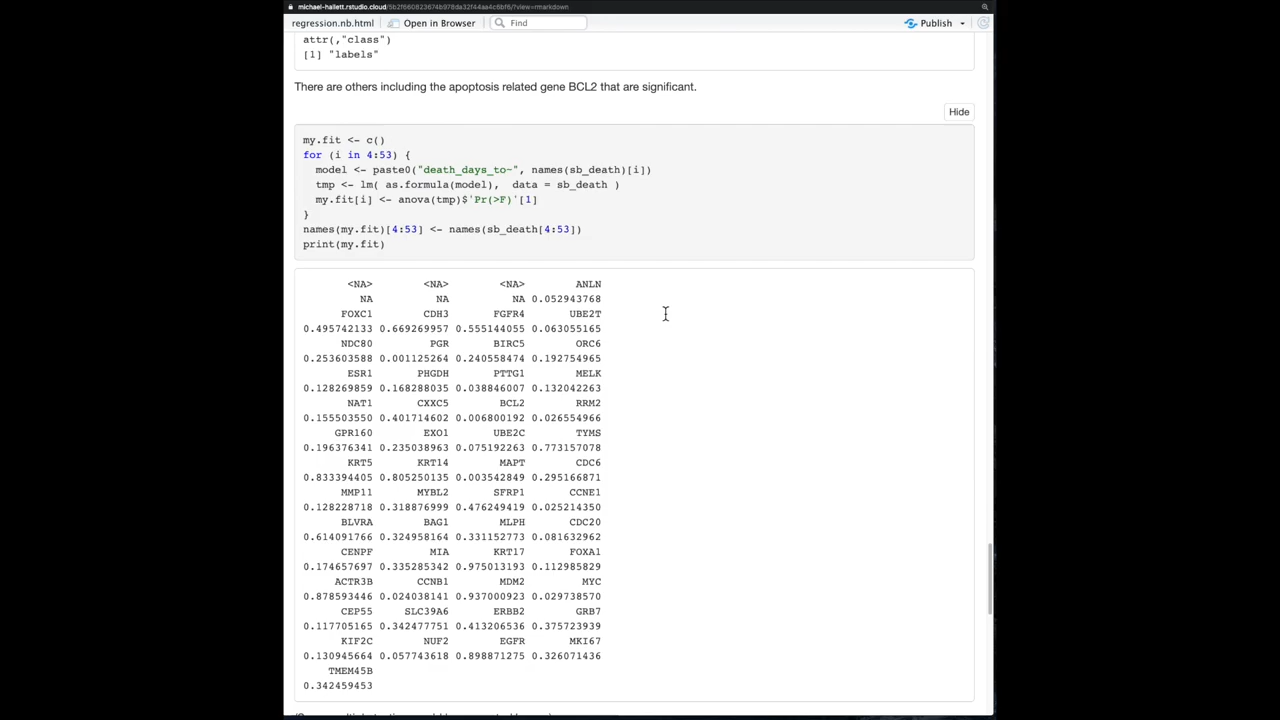 michael-hallett.rstudio.cloud/5b2f660823674b978da32f44aa4c6bf6/?view=rmarkdown
regression.nb.html Open in Browser Find Publish
attr(,"class")
[1] "labels"
There are others including the apoptosis related gene BCL2 that are significant.
Hide
my.fit <- c()
for (i in 4:53) {
model <- paste0("death_days_to~", names(sb_death)[i])
tmp <- lm( as.formula(model), data = sb_death )
my.fit[i] <- anova(tmp)$'Pr(>F)'[1]
}
names(my.fit)[4:53] <- names(sb_death[4:53])
print(my.fit)
<NA> <NA> <NA> ANLN
NA NA NA 0.052943768
FOXC1 CDH3 FGFR4 UBE2T
0.495742133 0.669269957 0.555144055 0.063055165
NDC80 PGR BIRC5 ORC6
0.253603588 0.001125264 0.240558474 0.192754965
ESR1 PHGDH PTTG1 MELK
0.128269859 0.168288035 0.038846007 0.132042263
NAT1 CXXC5 BCL2 RRM2
0.155503550 0.401714602 0.006800192 0.026554966
GPR160 EXO1 UBE2C TYMS
0.196376341 0.235038963 0.075192263 0.773157078
KRT5 KRT14 MAPT CDC6
0.833394405 0.805250135 0.003542849 0.295166871
MMP11 MYBL2 SFRP1 CCNE1
0.128228718 0.318876999 0.476249419 0.025214350
BLVRA BAG1 MLPH CDC20
0.614091766 0.324958164 0.331152773 0.081632962
CENPF MIA KRT17 FOXA1
0.174657697 0.335285342 0.975013193 0.112985829
ACTR3B CCNB1 MDM2 MYC
0.878593446 0.024038141 0.937000923 0.029738570
CEP55 SLC39A6 ERBB2 GRB7
0.117705165 0.342477751 0.413206536 0.375723939
KIF2C NUF2 EGFR MKI67
0.130945664 0.057743618 0.898871275 0.326071436
TMEM45B
0.342459453